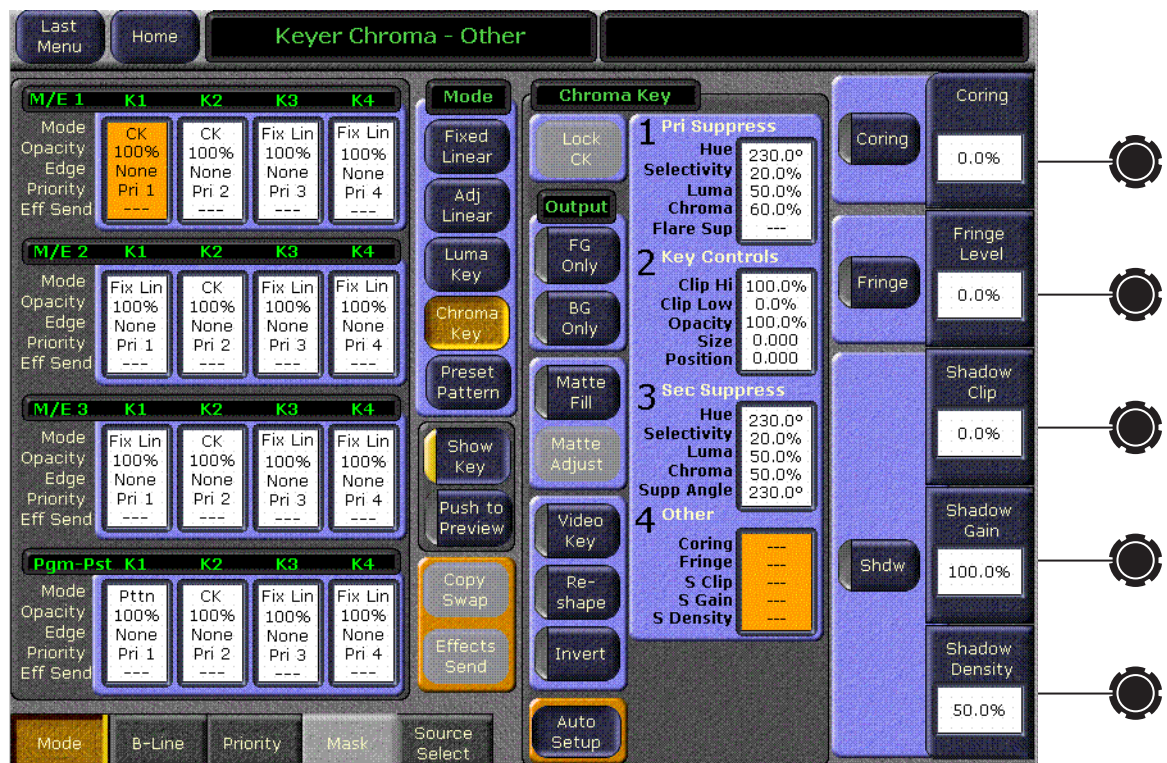 Last Menu
Home
Keyer Chroma - Other
M/E 1 K1 K2 K3 K4
Mode CK CK Fix Lin Fix Lin
Opacity 100% 100% 100% 100%
Edge None None None None
Priority Pri 1 Pri 2 Pri 3 Pri 4
Eff Send --- --- --- ---
M/E 2 K1 K2 K3 K4
Mode Fix Lin CK Fix Lin Fix Lin
Opacity 100% 100% 100% 100%
Edge None None None None
Priority Pri 1 Pri 2 Pri 3 Pri 4
Eff Send --- --- --- ---
M/E 3 K1 K2 K3 K4
Mode Fix Lin CK Fix Lin Fix Lin
Opacity 100% 100% 100% 100%
Edge None None None None
Priority Pri 1 Pri 2 Pri 3 Pri 4
Eff Send --- --- --- ---
Pgm-Pst K1 K2 K3 K4
Mode Pttn CK Fix Lin Fix Lin
Opacity 100% 100% 100% 100%
Edge None None None None
Priority Pri 1 Pri 2 Pri 3 Pri 4
Eff Send --- --- --- ---
Mode
Fixed Linear
Adj Linear
Luma Key
Chroma Key
Preset Pattern
Show Key
Push to Preview
Copy Swap
Effects Send
Chroma Key
Lock CK
Output
FG Only
BG Only
Matte Fill
Matte Adjust
Video Key
Re-shape
Invert
Auto Setup
1 Pri Suppress
Hue 230.0°
Selectivity 20.0%
Luma 50.0%
Chroma 60.0%
Flare Sup ---
2 Key Controls
Clip Hi 100.0%
Clip Low 0.0%
Opacity 100.0%
Size 0.000
Position 0.000
3 Sec Suppress
Hue 230.0°
Selectivity 20.0%
Luma 50.0%
Chroma 50.0%
Supp Angle 230.0°
4 Other
Coring ---
Fringe ---
S Clip ---
S Gain ---
S Density ---
Coring
Fringe
Shdw
Coring
0.0%
Fringe Level
0.0%
Shadow Clip
0.0%
Shadow Gain
100.0%
Shadow Density
50.0%
Mode
B-Line
Priority
Mask
Source Select